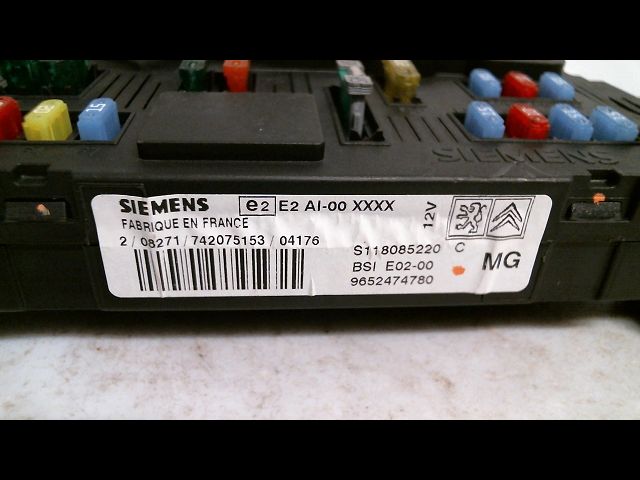 15
SIEMENS
SIEMENS e2 E2 AI-00 XXXX
FABRIQUE EN FRANCE
2 / 08271 / 742075153 / 04176
12V
S118085220 C
BSI E02-00
9652474780
MG